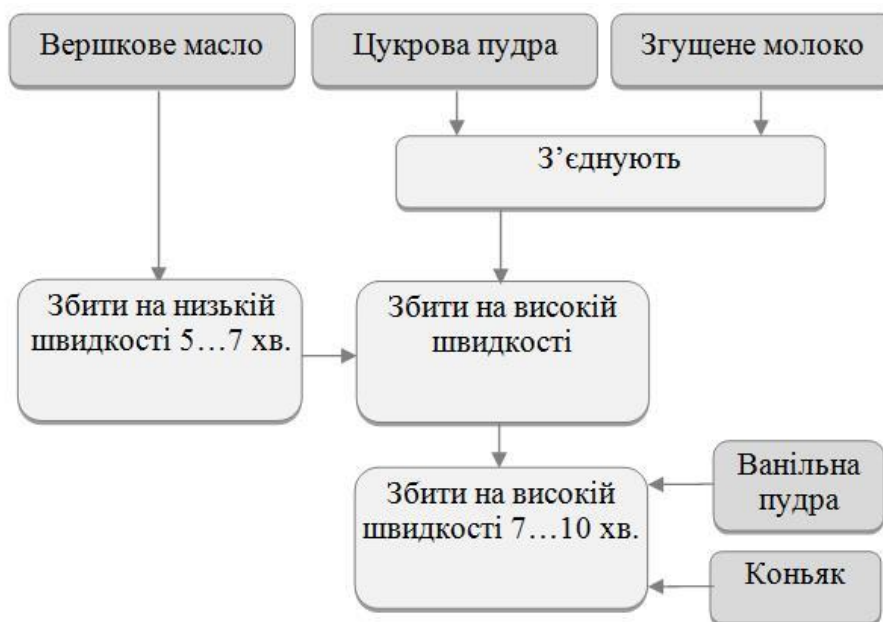 Вершкове масло
Цукрова пудра
Згущене молоко
З’єднують
Збити на низькій
швидкості 5…7 хв.
Збити на високій
швидкості
Збити на високій
швидкості 7…10 хв.
Ванільна
пудра
Коньяк